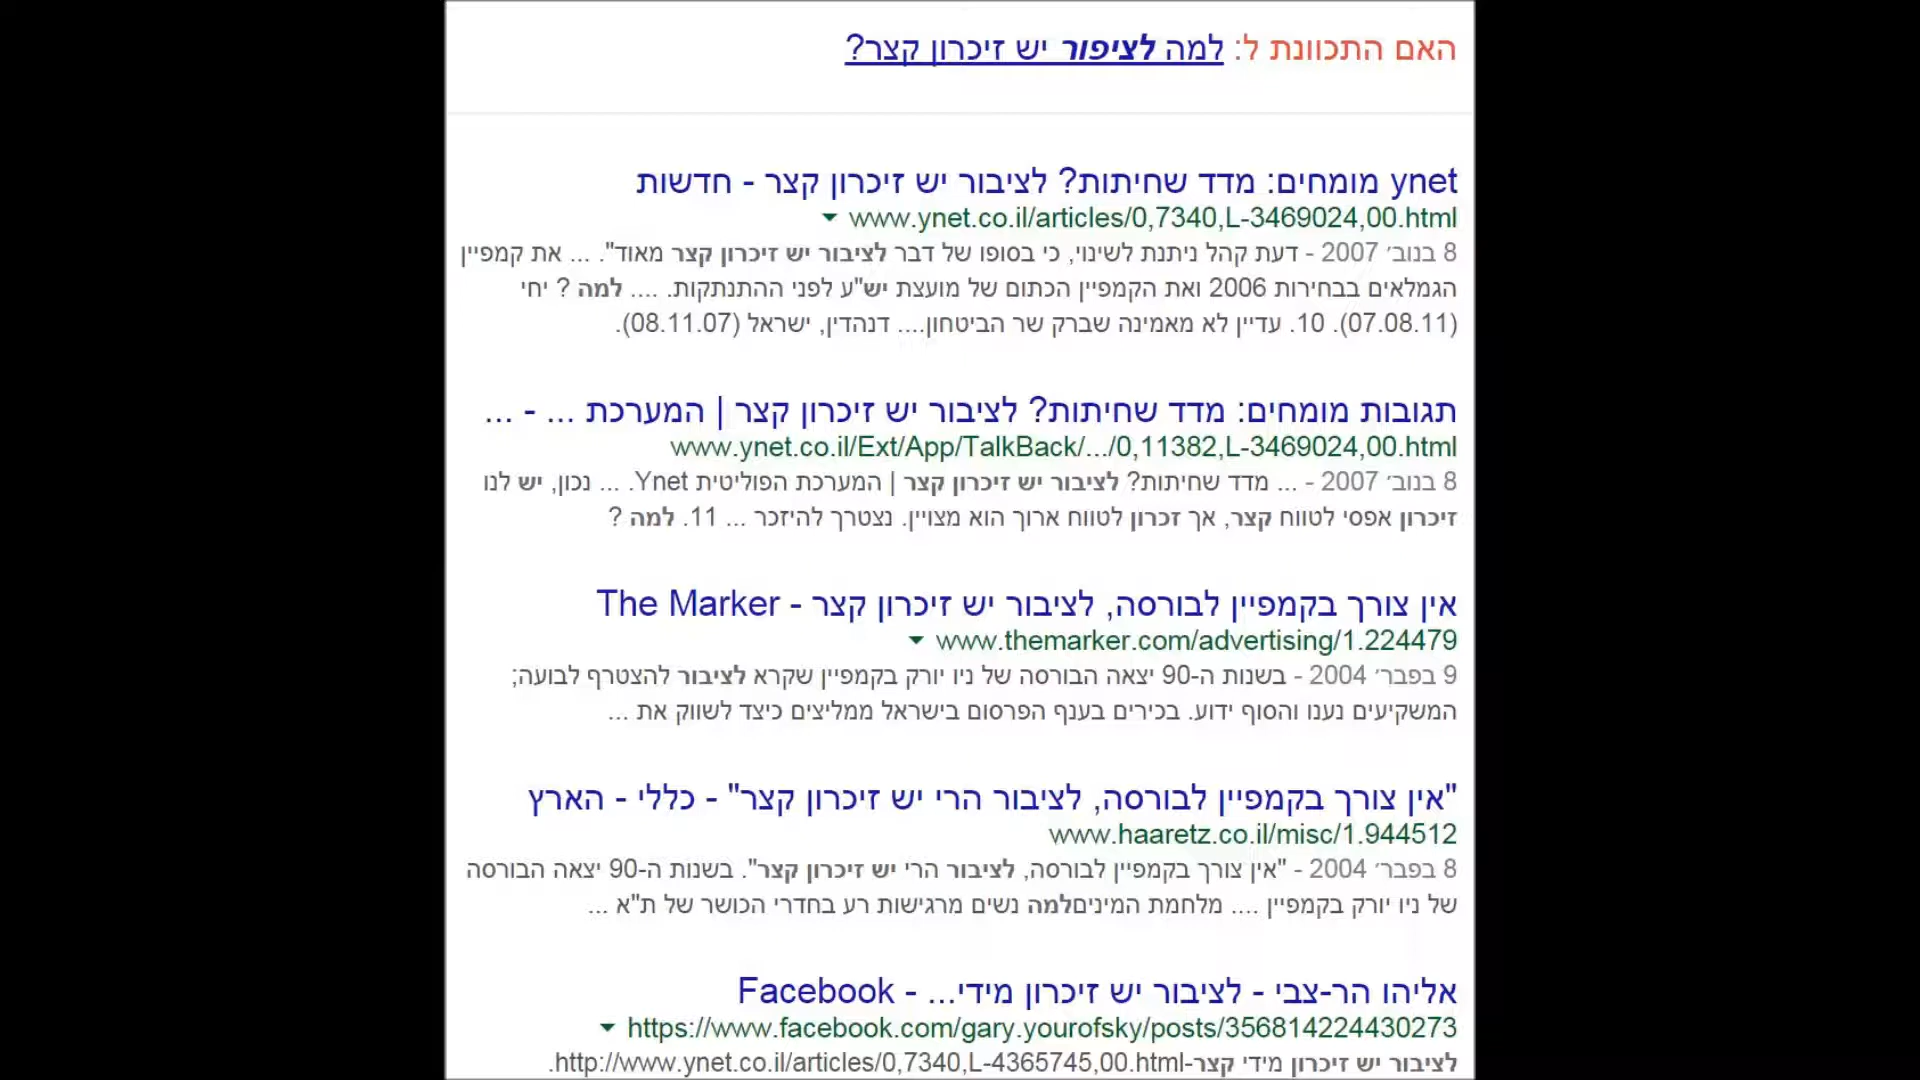 האם התכוונת ל: למה לציפור יש זיכרון קצר?
ynet מומחים: מדד שחיתות? לציבור יש זיכרון קצר - חדשות
www.ynet.co.il/articles/0,7340,L-3469024,00.html
8 בנוב׳ 2007 - דעת קהל ניתנת לשינוי, כי בסופו של דבר לציבור יש זיכרון קצר מאוד". ... את קמפיין
הגמלאים בבחירות 2006 ואת הקמפיין הכתום של מועצת יש"ע לפני ההתנתקות. .... למה ? יחי
(07.08.11). 10. עדיין לא מאמינה שברק שר הביטחון.... דנהדין, ישראל (08.11.07).
תגובות מומחים: מדד שחיתות? לציבור יש זיכרון קצר | המערכת ... - ...
www.ynet.co.il/Ext/App/TalkBack/.../0,11382,L-3469024,00.html
8 בנוב׳ 2007 - ... מדד שחיתות? לציבור יש זיכרון קצר | המערכת הפוליטית Ynet. ... נכון, יש לנו
זיכרון אפסי לטווח קצר, אך זכרון לטווח ארוך הוא מצויין. נצטרך להיזכר ... 11. למה ?
אין צורך בקמפיין לבורסה, לציבור יש זיכרון קצר - The Marker
www.themarker.com/advertising/1.224479
9 בפבר׳ 2004 - בשנות ה-90 יצאה הבורסה של ניו יורק בקמפיין שקרא לציבור להצטרף לבועה;
המשקיעים נענו והסוף ידוע. בכירים בענף הפרסום בישראל ממליצים כיצד לשווק את ...
"אין צורך בקמפיין לבורסה, לציבור הרי יש זיכרון קצר" - כללי - הארץ
www.haaretz.co.il/misc/1.944512
8 בפבר׳ 2004 - "אין צורך בקמפיין לבורסה, לציבור הרי יש זיכרון קצר". בשנות ה-90 יצאה הבורסה
של ניו יורק בקמפיין .... מלחמת המיניםלמה נשים מרגישות רע בחדרי הכושר של ת"א ...
אליהו הר-צבי - לציבור יש זיכרון מידי... - Facebook
https://www.facebook.com/gary.yourofsky/posts/356814224430273
לציבור יש זיכרון מידי קצר-http://www.ynet.co.il/articles/0,7340,L-4365745,00.html.